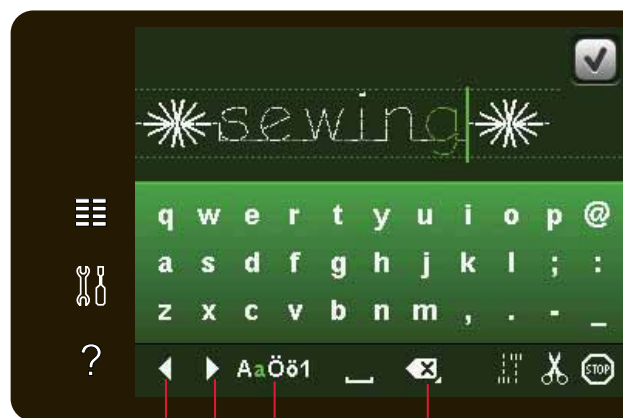 sewing
q w e r t y u i o p @
a s d f g h j k l ; :
z x c v b n m , . - _
?
AaÖö1
STOP